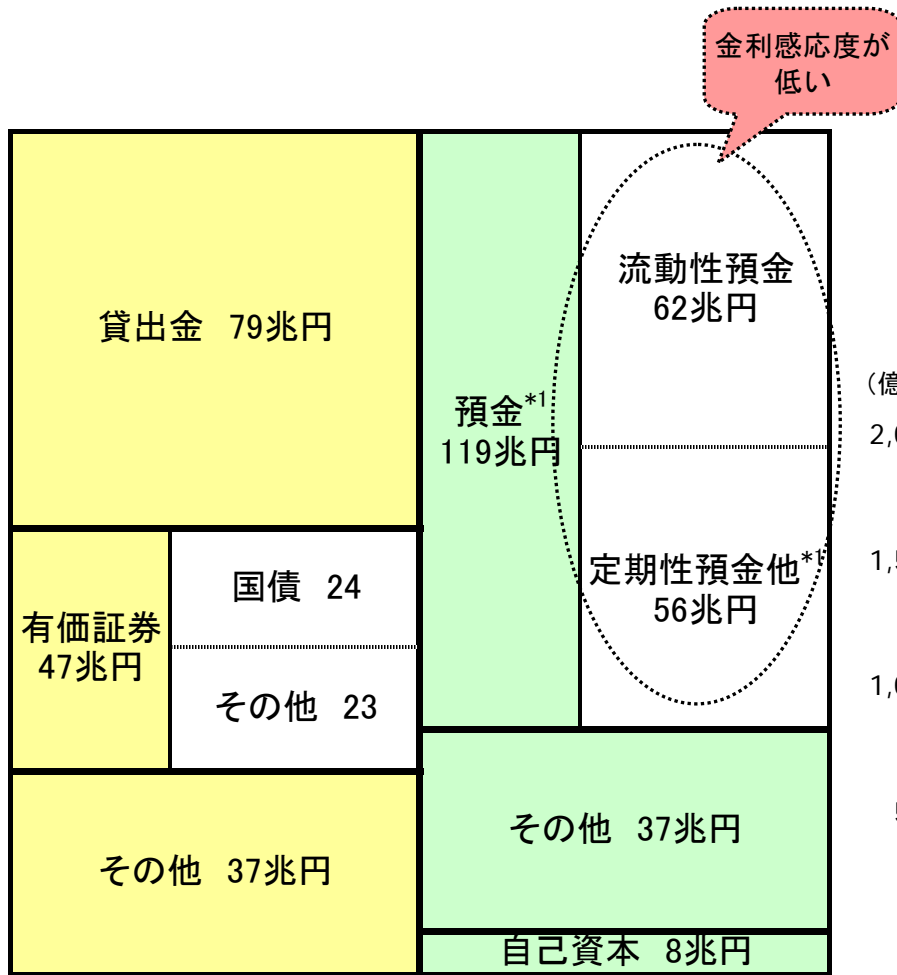 金利感応度が
低い
貸出金 79兆円
有価証券
47兆円
国債 24
その他 23
その他 37兆円
預金*1
119兆円
流動性預金
62兆円
定期性預金他*1
56兆円
その他 37兆円
自己資本 8兆円